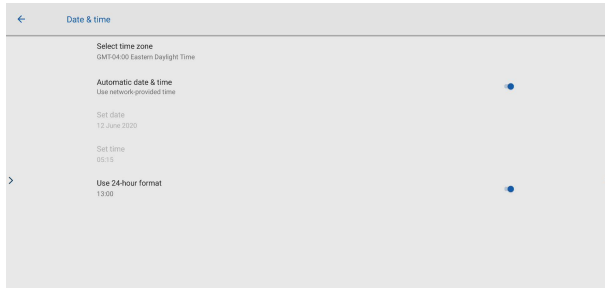 Date & time
Select time zone
GMT-04:00 Eastern Daylight Time
Automatic date & time
Use network-provided time
Set date
12 June 2020
Set time
05:15
Use 24-hour format
13:00